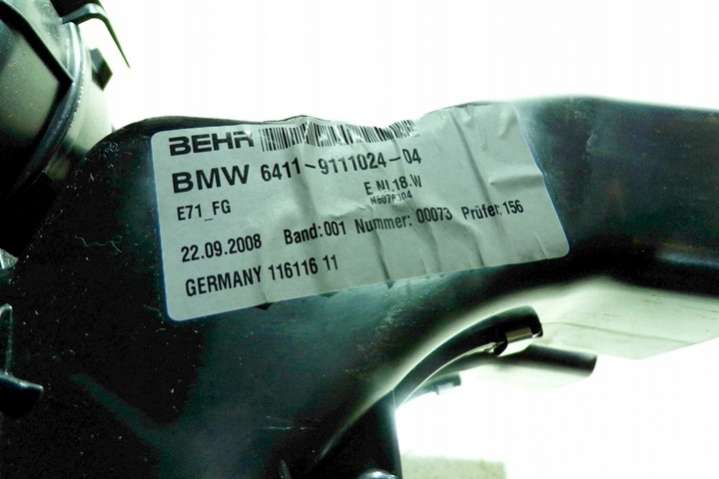 BEHR
BMW 6411-9111024-04
E71_FG
22.09.2008 Band:001 Nummer: 00073 Prüfer: 156
GERMANY 116116 11